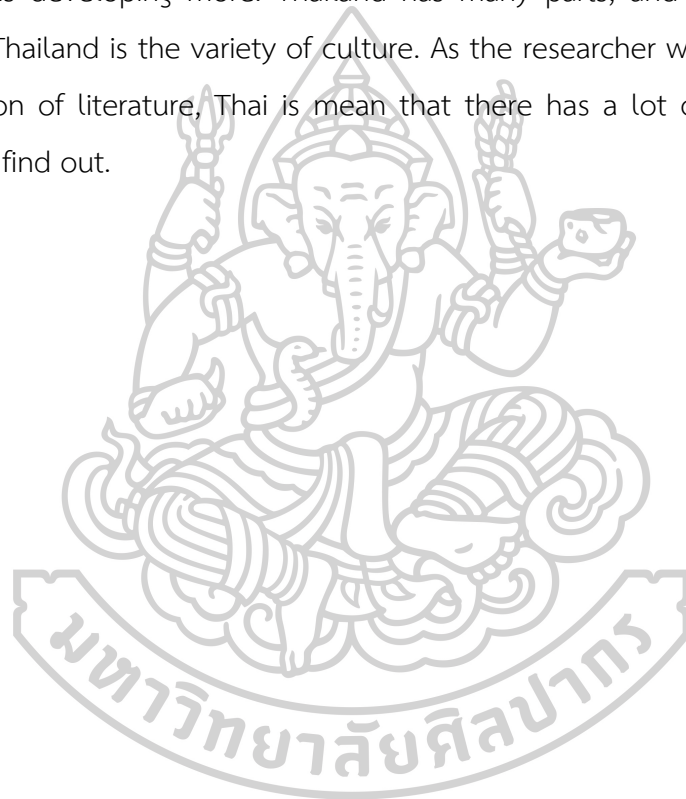 s developing more. Thailand has many parts, and
Thailand is the variety of culture. As the researcher w
on of literature, Thai is mean that there has a lot
find out.
มหาวิทยาลัยศิลปากร